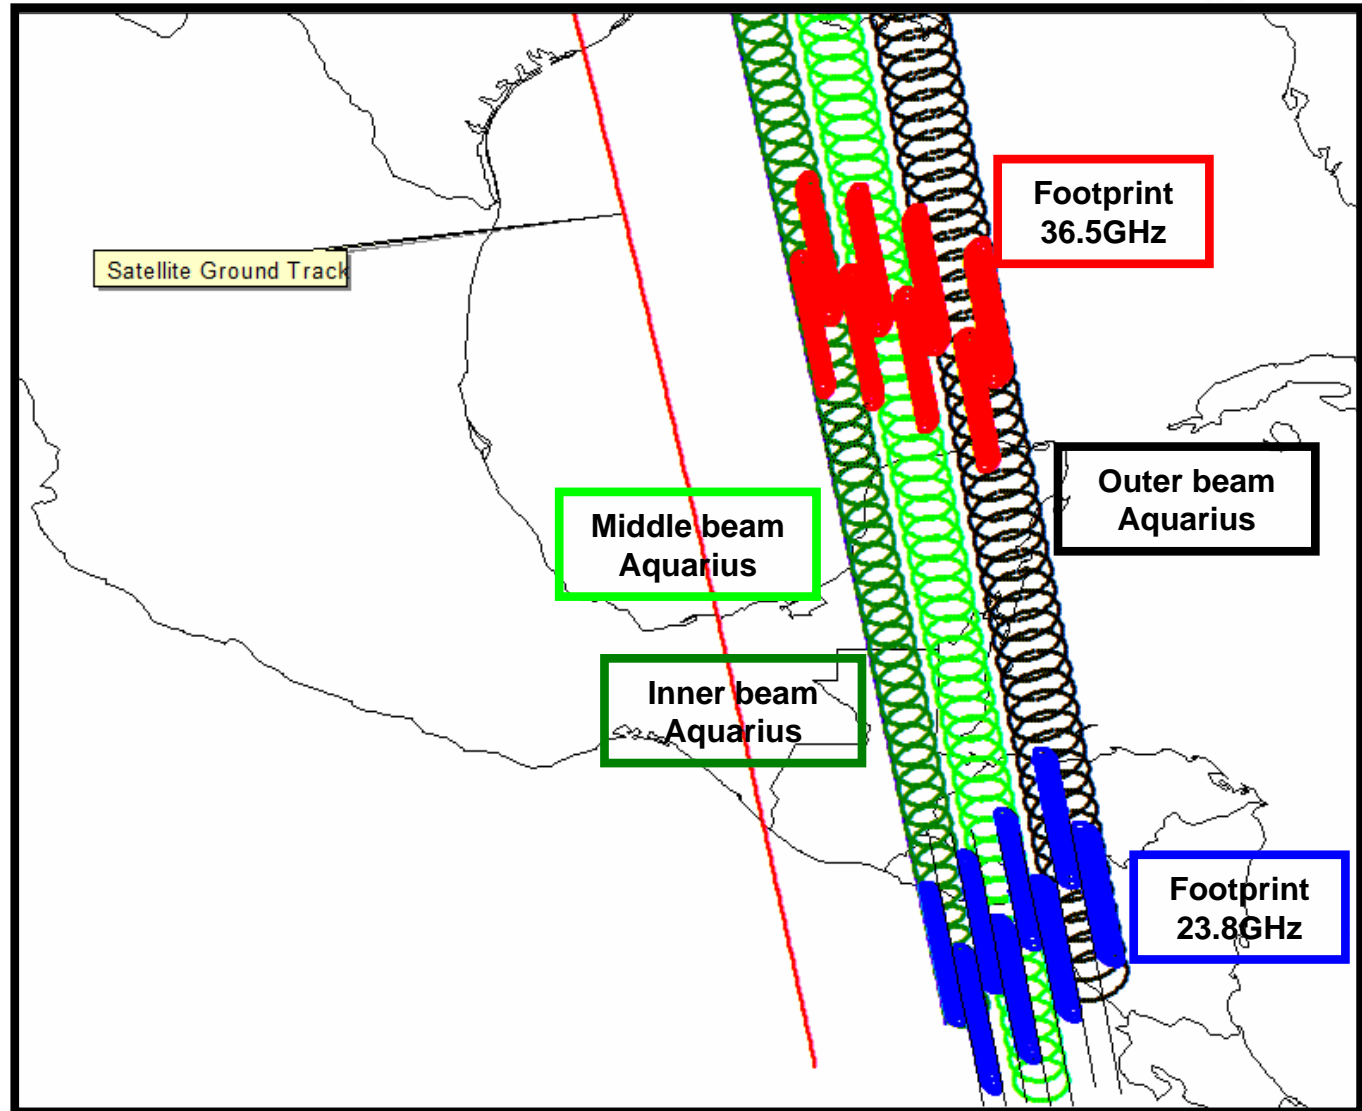 Footprint
36.5GHz
Satellite Ground Track
Outer beam
Aquarius
Middle beam
Aquarius
Inner beam
Aquarius
Footprint
23.8GHz